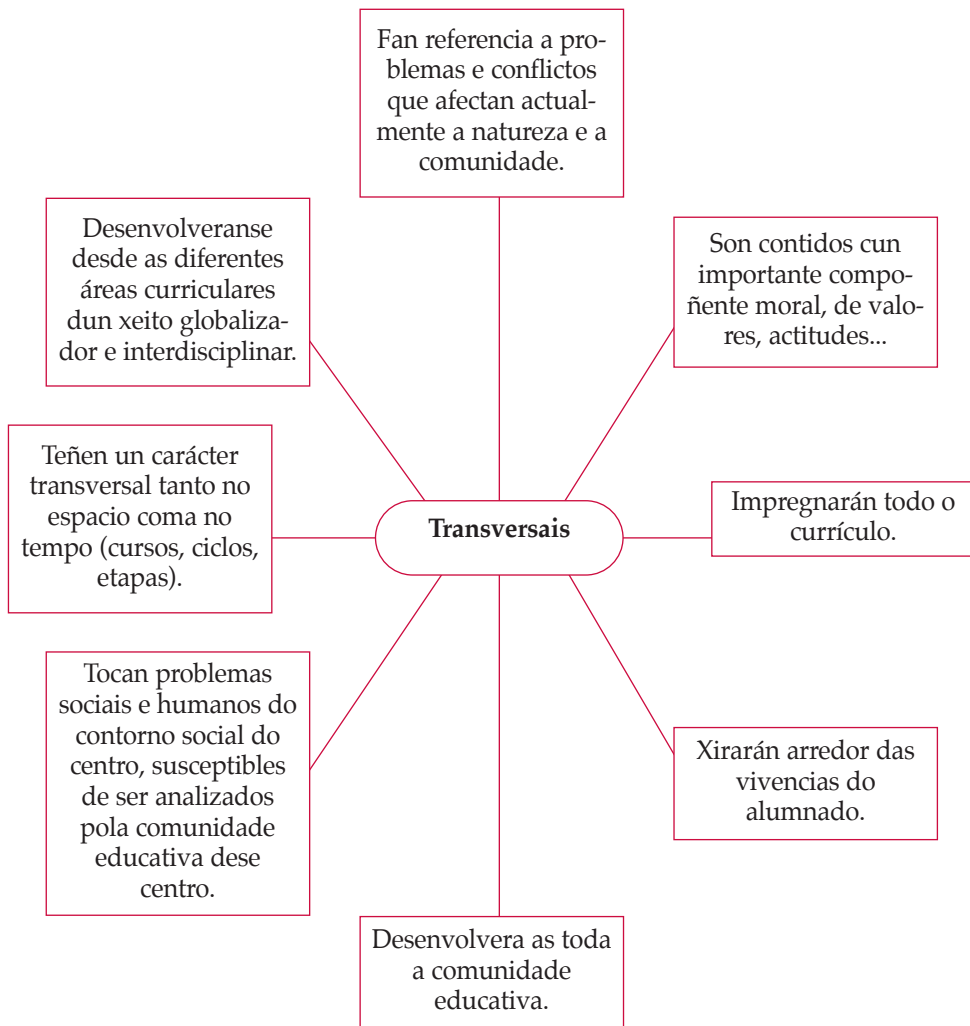 Fan referencia a pro-
blemas e conflictos
que afectan actual-
mente a natureza e a
comunidade.
Desenvolveranse
desde as diferentes
áreas curriculares
dun xeito globaliza-
dor e interdisciplinar.
Son contidos cun
importante compo-
ñente moral, de valo-
res, actitudes...
Teñen un carácter
transversal tanto no
espacio coma no
tempo (cursos, ciclos,
etapas).
Transversais
Impregnarán todo o
currículo.
Tocan problemas
sociais e humanos do
contorno social do
centro, susceptibles
de ser analizados
pola comunidade
educativa dese
centro.
Xirarán arredor das
vivencias do
alumnado.
Desenvolvera as toda
a comunidade
educativa.